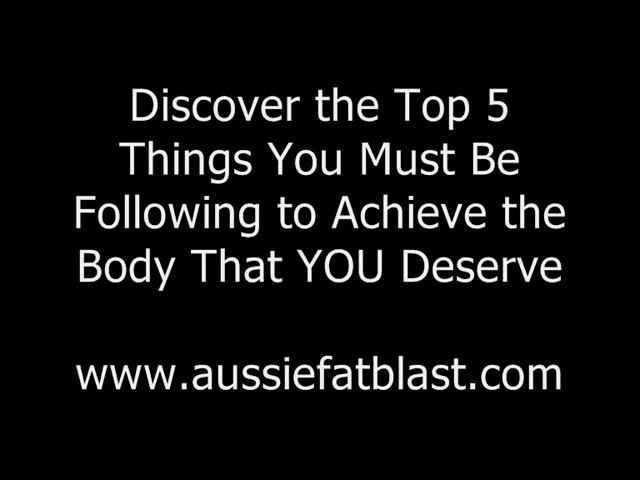 Discover the Top 5
Things You Must Be
Following to Achieve the
Body That YOU Deserve
www.aussiefatblast.com